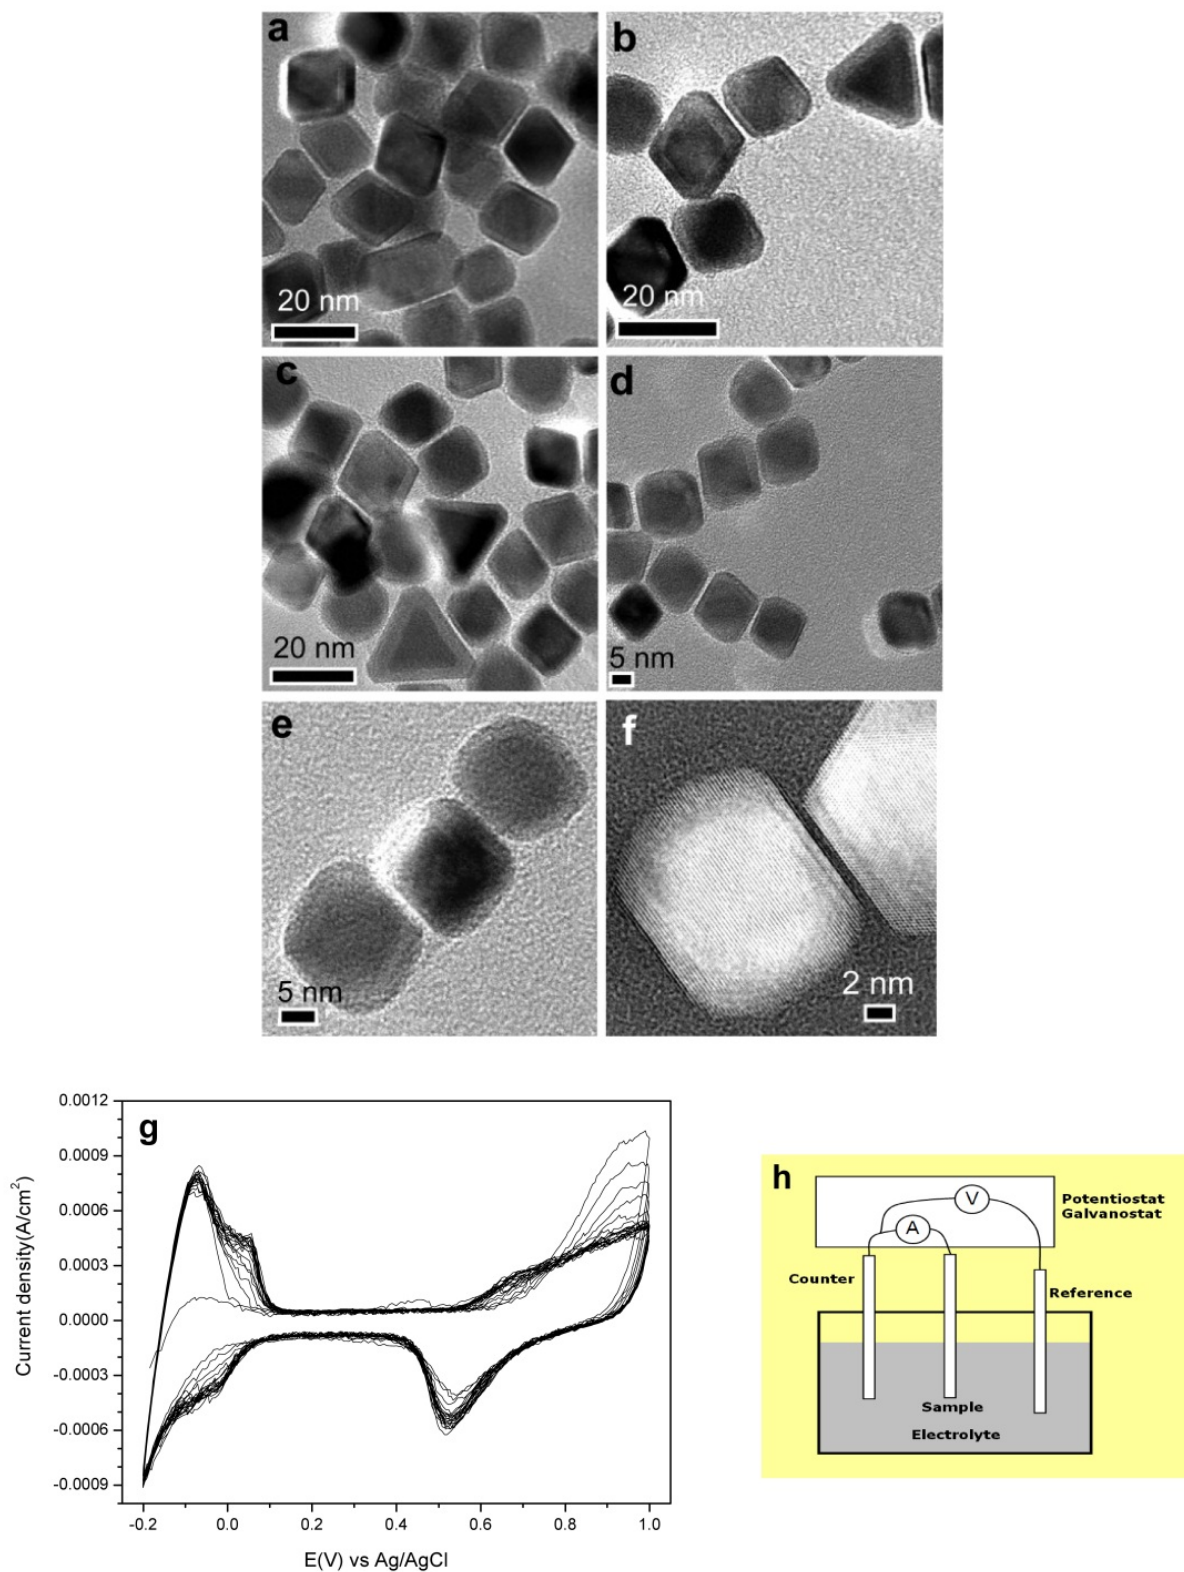 a
b
20 nm
20 nm
c
d
20 nm
5 nm
e
f
5 nm
2 nm
g
0.0012
0.0009
0.0006
0.0003
0.0000
-0.0003
-0.0006
-0.0009
Current density(A/cm²)
-0.2 0.0 0.2 0.4 0.6 0.8 1.0
E(V) vs Ag/AgCl
h
V
A
Potentiostat
Galvanostat
Counter
Reference
Sample
Electrolyte